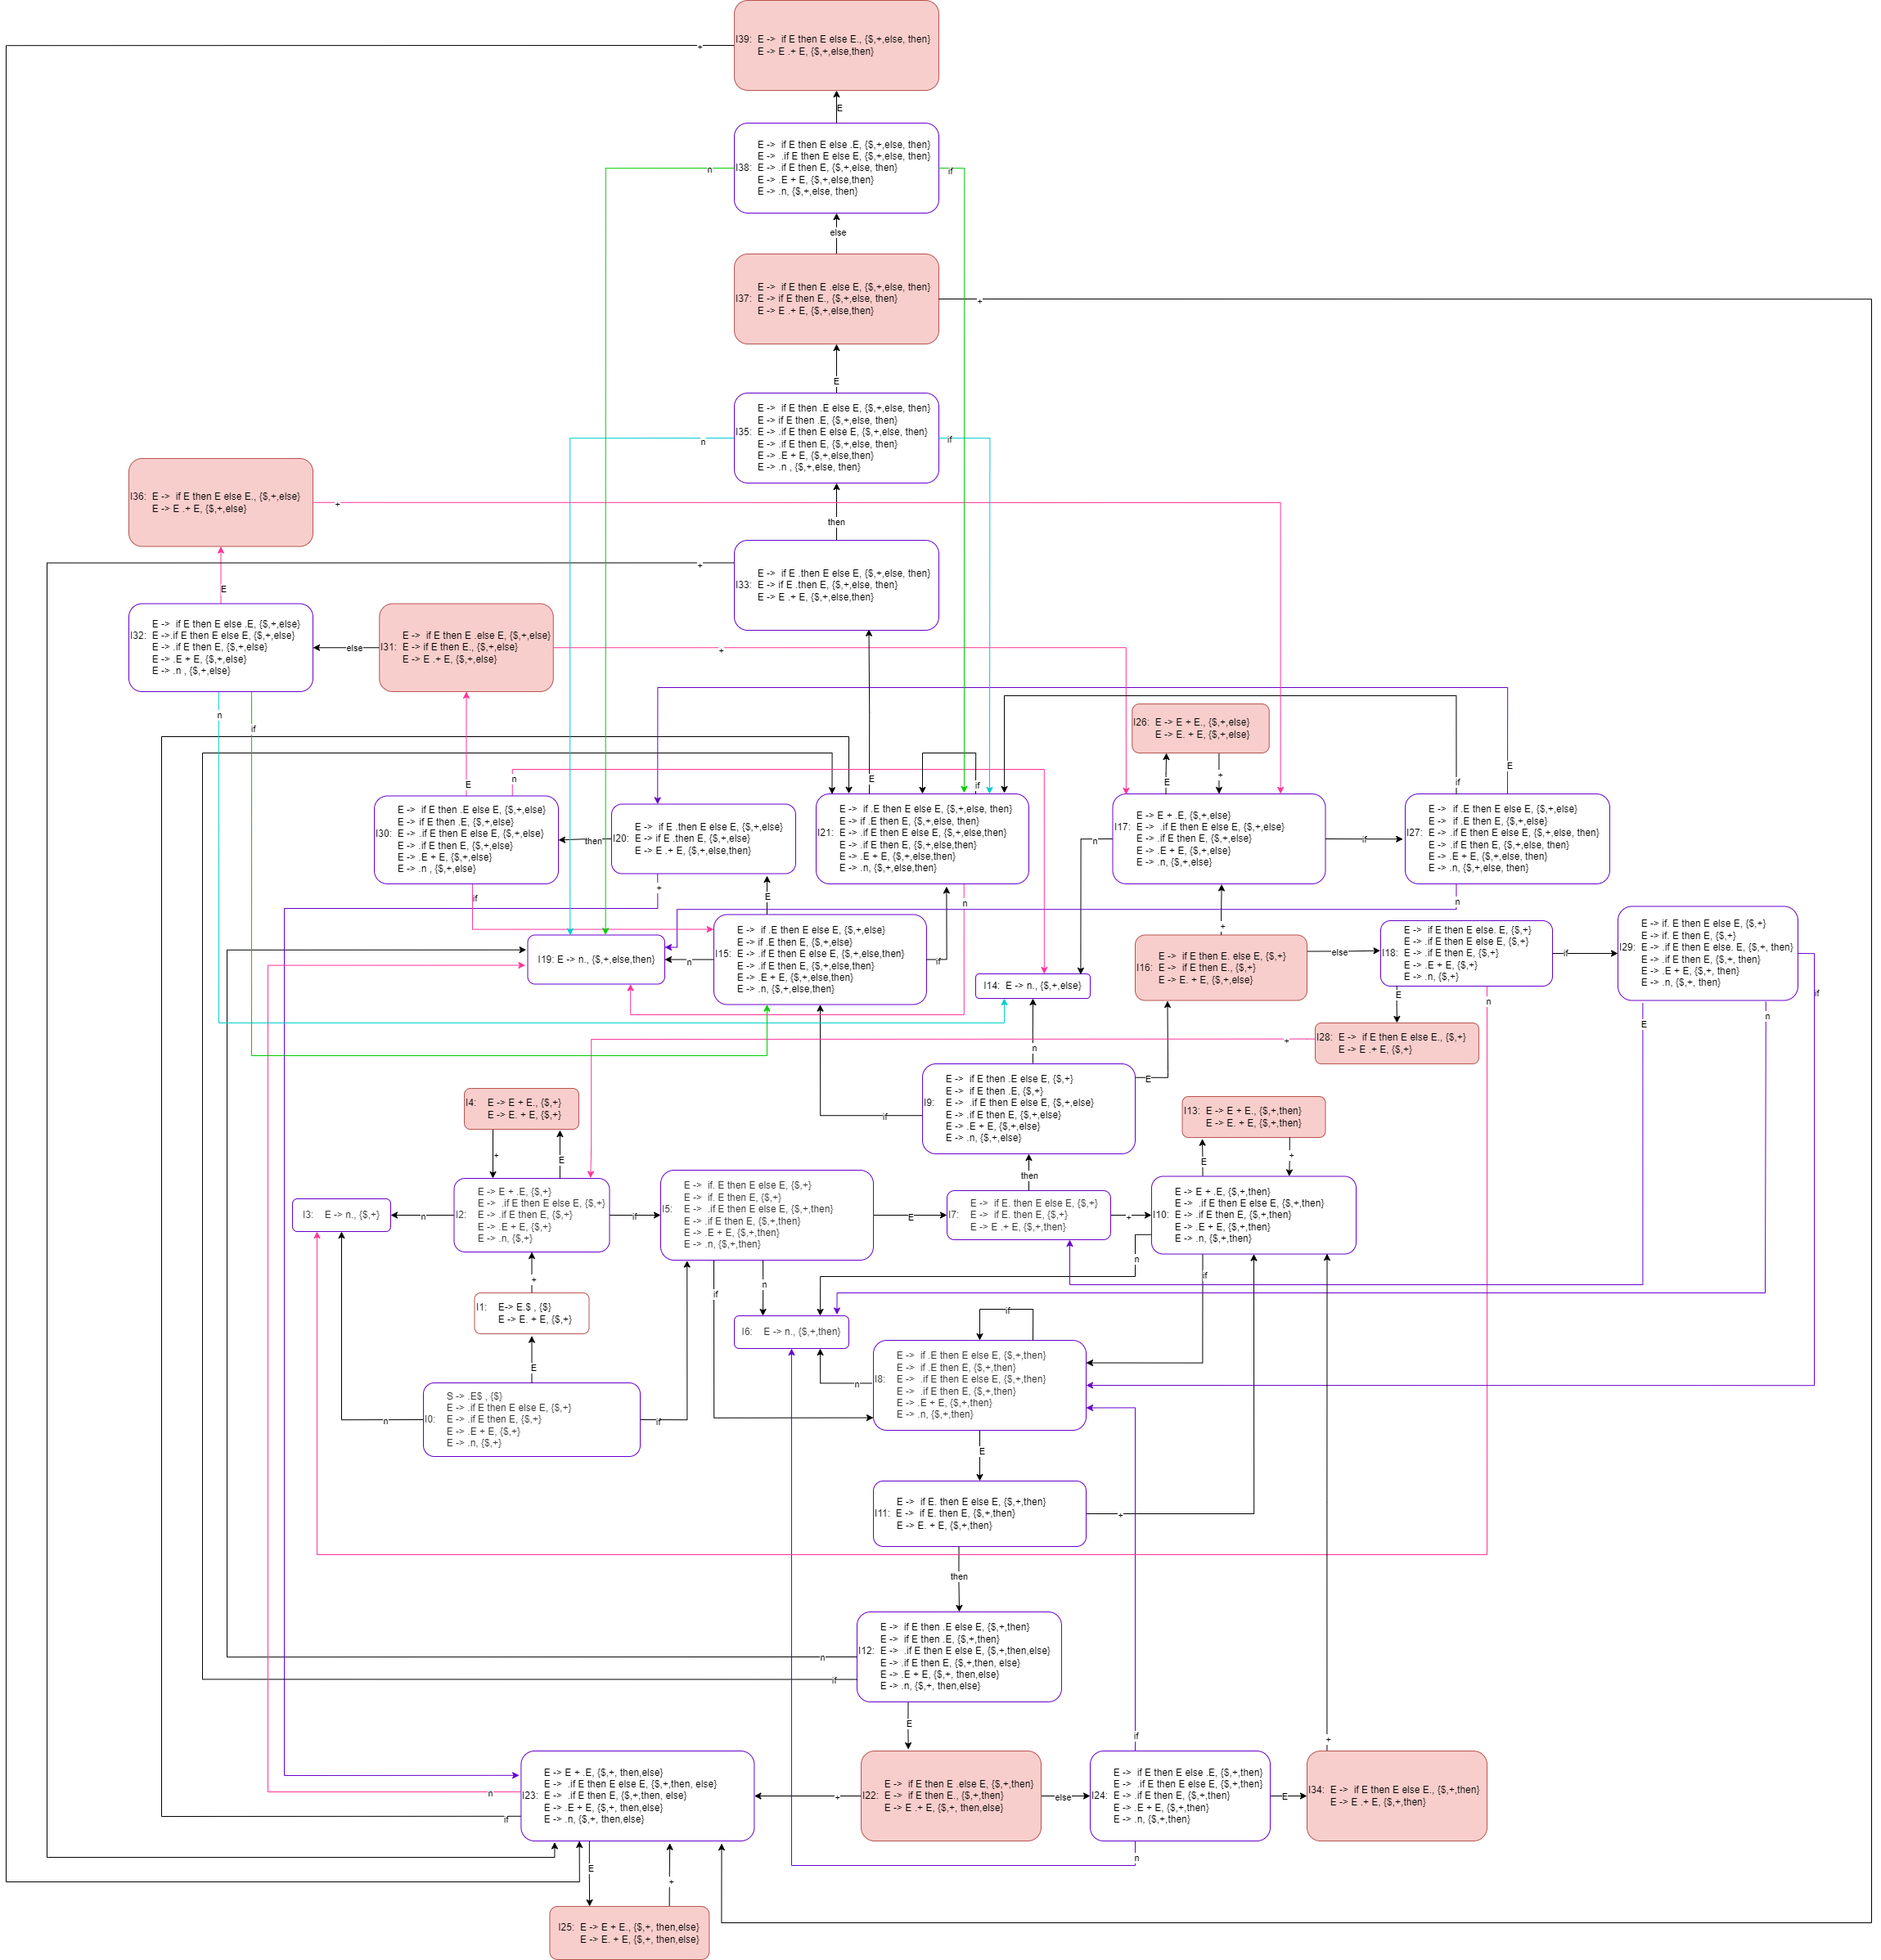 I39: E -> if E then E else E., {$,+,else, then}
E -> E .+ E, {$,+,else,then}
+
E
I38: E -> if E then E else .E, {$,+,else, then}
E -> .if E then E else E, {$,+,else, then}
E -> .if E then E, {$,+,else, then}
E -> .E + E, {$,+,else,then}
E -> .n, {$,+,else, then}
n
if
else
I37: E -> if E then E .else E, {$,+,else, then}
E -> if E then E., {$,+,else, then}
E -> E .+ E, {$,+,else,then}
+
E
I35: E -> if E then .E else E, {$,+,else, then}
E -> if E then .E, {$,+,else, then}
E -> .if E then E else E, {$,+,else, then}
E -> .if E then E, {$,+,else, then}
E -> .E + E, {$,+,else,then}
E -> .n , {$,+,else, then}
n
if
then
I36: E -> if E then E else E., {$,+,else}
E -> E .+ E, {$,+,else}
+
E
I33: E -> if E .then E else E, {$,+,else, then}
E -> if E .then E, {$,+,else, then}
E -> E .+ E, {$,+,else,then}
+
E
I32: E -> if E then E else .E, {$,+,else}
E ->.if E then E else E, {$,+,else}
E -> .if E then E, {$,+,else}
E -> .E + E, {$,+,else}
E -> .n , {$,+,else}
n
if
else
I31: E -> if E then E .else E, {$,+,else}
E -> if E then E., {$,+,else}
E -> E .+ E, {$,+,else}
+
E
n
I26: E -> E + E., {$,+,else}
E -> E. + E, {$,+,else}
E
+
I30: E -> if E then .E else E, {$,+,else}
E -> if E then .E, {$,+,else}
E -> .if E then E else E, {$,+,else}
E -> .if E then E, {$,+,else}
E -> .E + E, {$,+,else}
E -> .n , {$,+,else}
if
then
I20: E -> if E .then E else E, {$,+,else}
E -> if E .then E, {$,+,else}
E -> E .+ E, {$,+,else,then}
+
E
if
I21: E -> if .E then E else E, {$,+,else, then}
E -> if .E then E, {$,+,else, then}
E -> .if E then E else E, {$,+,else,then}
E -> .if E then E, {$,+,else,then}
E -> .E + E, {$,+,else,then}
E -> .n, {$,+,else,then}
n
I17: E -> E + .E, {$,+,else}
E -> .if E then E else E, {$,+,else}
E -> .if E then E, {$,+,else}
E -> .E + E, {$,+,else}
E -> .n, {$,+,else}
n
if
if
E
I27: E -> if .E then E else E, {$,+,else}
E -> if .E then E, {$,+,else}
E -> .if E then E else E, {$,+,else, then}
E -> .if E then E, {$,+,else, then}
E -> .E + E, {$,+,else, then}
E -> .n, {$,+,else, then}
n
I19: E -> n., {$,+,else,then}
n
I15: E -> if .E then E else E, {$,+,else}
E -> if .E then E, {$,+,else}
E -> .if E then E else E, {$,+,else,then}
E -> .if E then E, {$,+,else,then}
E -> .E + E, {$,+,else,then}
E -> .n, {$,+,else,then}
if
I14: E -> n., {$,+,else}
n
+
I16: E -> if E then E. else E, {$,+}
E -> if E then E., {$,+}
E -> E. + E, {$,+,else}
else
I18: E -> if E then E else. E, {$,+}
E -> .if E then E else E, {$,+}
E -> .if E then E, {$,+}
E -> .E + E, {$,+}
E -> .n, {$,+}
E
n
if
I29: E -> if. E then E else E, {$,+}
E -> if. E then E, {$,+}
E -> .if E then E else. E, {$,+, then}
E -> .if E then E, {$,+, then}
E -> .E + E, {$,+, then}
E -> .n, {$,+, then}
E
n
if
I28: E -> if E then E else E., {$,+}
E -> E .+ E, {$,+}
+
I9: E -> if E then .E else E, {$,+}
E -> if E then .E, {$,+}
E -> .if E then E else E, {$,+,else}
E -> .if E then E, {$,+,else}
E -> .E + E, {$,+,else}
E -> .n, {$,+,else}
E
if
then
I4: E -> E + E., {$,+}
E -> E. + E, {$,+}
+
E
I13: E -> E + E., {$,+,then}
E -> E. + E, {$,+,then}
E
+
I3: E -> n., {$,+}
n
I2: E -> E + .E, {$,+}
E -> .if E then E else E, {$,+}
E -> .if E then E, {$,+}
E -> .E + E, {$,+}
E -> .n, {$,+}
if
I5: E -> if. E then E else E, {$,+}
E -> if. E then E, {$,+}
E -> .if E then E else E, {$,+,then}
E -> .if E then E, {$,+,then}
E -> .E + E, {$,+,then}
E -> .n, {$,+,then}
E
I7: E -> if E. then E else E, {$,+}
E -> if E. then E, {$,+}
E -> E .+ E, {$,+,then}
+
I10: E -> E + .E, {$,+,then}
E -> .if E then E else E, {$,+,then}
E -> .if E then E, {$,+,then}
E -> .E + E, {$,+,then}
E -> .n, {$,+,then}
n
if
+
I1: E-> E.$ , {$}
E -> E. + E, {$,+}
E
if
n
I6: E -> n., {$,+,then}
if
n
I8: E -> if .E then E else E, {$,+,then}
E -> if .E then E, {$,+,then}
E -> .if E then E else E, {$,+,then}
E -> .if E then E, {$,+,then}
E -> .E + E, {$,+,then}
E -> .n, {$,+,then}
E
I0: S -> .E$ , {$}
E -> .if E then E else E, {$,+}
E -> .if E then E, {$,+}
E -> .E + E, {$,+}
E -> .n, {$,+}
n
if
I11: E -> if E. then E else E, {$,+,then}
E -> if E. then E, {$,+,then}
E -> E. + E, {$,+,then}
+
then
I12: E -> if E then .E else E, {$,+,then}
E -> if E then .E, {$,+,then}
E -> .if E then E else E, {$,+,then,else}
E -> .if E then E, {$,+,then, else}
E -> .E + E, {$,+, then,else}
E -> .n, {$,+, then,else}
n
if
E
I23: E -> E + .E, {$,+, then,else}
E -> .if E then E else E, {$,+,then, else}
E -> .if E then E, {$,+,then, else}
E -> .E + E, {$,+, then,else}
E -> .n, {$,+, then,else}
n
if
+
I22: E -> if E then E .else E, {$,+,then}
E -> if E then E., {$,+,then}
E -> E .+ E, {$,+, then,else}
else
if
I24: E -> if E then E else .E, {$,+,then}
E -> .if E then E else E, {$,+,then}
E -> .if E then E, {$,+,then}
E -> .E + E, {$,+,then}
E -> .n, {$,+,then}
n
E
+
I34: E -> if E then E else E., {$,+,then}
E -> E .+ E, {$,+,then}
E
+
I25: E -> E + E., {$,+, then,else}
E -> E. + E, {$,+, then,else}